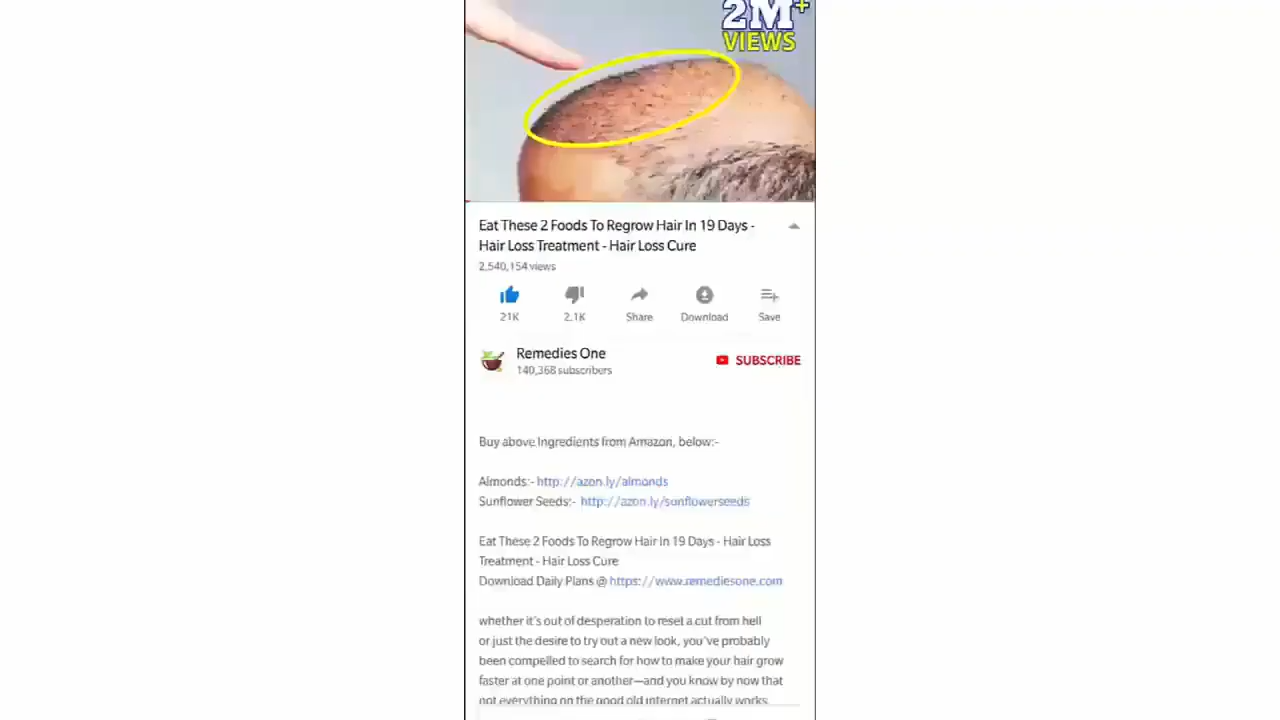 2M+
VIEWS
Eat These 2 Foods To Regrow Hair In 19 Days -
Hair Loss Treatment - Hair Loss Cure
2,540,154 views
21K
2.1K
Share
Download
Save
Remedies One
140,368 subscribers
SUBSCRIBE
Buy above Ingredients from Amazon, below:-
Almonds:- http://azon.ly/almonds
Sunflower Seeds:- http://azon.ly/sunflowerseeds
Eat These 2 Foods To Regrow Hair In 19 Days - Hair Loss
Treatment - Hair Loss Cure
Download Daily Plans @ https://www.remediesone.com
whether it's out of desperation to reset a cut from hell
or just the desire to try out a new look, you've probably
been compelled to search for how to make your hair grow
faster at one point or another—and you know by now that
not everything on the good old internet actually works